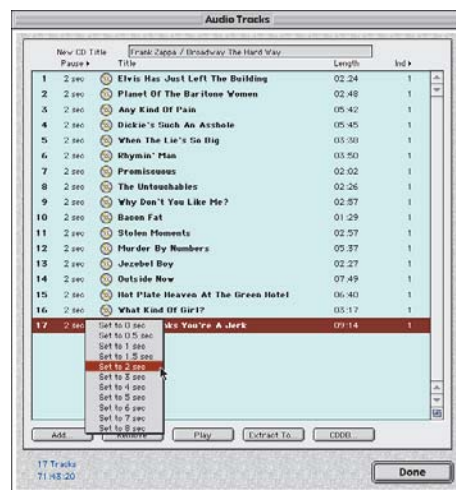 Audio Tracks
New CD Title Frank Zappa / Broadway The Hard Way
Pause Title Length Ind
1 2 sec Elvis Has Just Left The Building 02:24 1
2 2 sec Planet Of The Baritone Women 02:48 1
3 2 sec Any Kind Of Pain 05:42 1
4 2 sec Dickie's Such An Asshole 05:45 1
5 2 sec When The Lie's So Big 03:38 1
6 2 sec Rhymin' Man 03:50 1
7 2 sec Promiscuous 02:02 1
8 2 sec The Untouchables 02:26 1
9 2 sec Why Don't You Like Me? 02:57 1
10 2 sec Bacon Fat 01:29 1
11 2 sec Stolen Moments 02:57 1
12 2 sec Murder By Numbers 05:37 1
13 2 sec Jezebel Boy 02:27 1
14 2 sec Outside Now 07:49 1
15 2 sec Hot Plate Heaven At The Green Hotel 06:40 1
16 2 sec What Kind Of Girl? 03:17 1
17 2 sec ks You're A Jerk 09:14 1
Set to 0 sec
Set to 0.5 sec
Set to 1 sec
Set to 1.5 sec
Set to 2 sec
Set to 3 sec
Set to 4 sec
Set to 5 sec
Set to 6 sec
Set to 7 sec
Set to 8 sec
Add... Remove Play Extract To... CDDB...
17 Tracks
71:43:20
Done